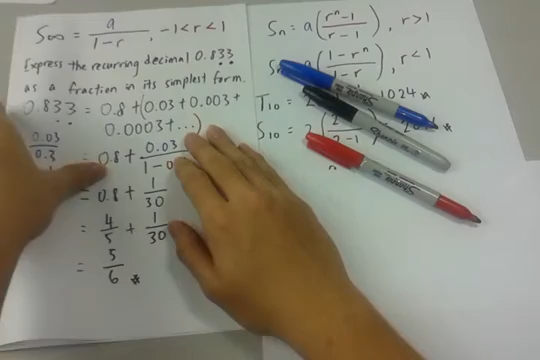 S∞ = a/(1-r), -1<r<1
Express the recurring decimal 0.833
as a fraction in its simplest form.
0.833 = 0.8 + (0.03 + 0.003 +
0.0003 + ...)
0.03/0.3
= 0.8 + 0.03/1-0
= 0.8 + 1/30
= 4/5 + 1/30
= 5/6 *
Sn = a(r^n-1/r-1), r>1
Sn a(1-r^n/1-r), r<1
T10 = 1024 *
S10 = 2